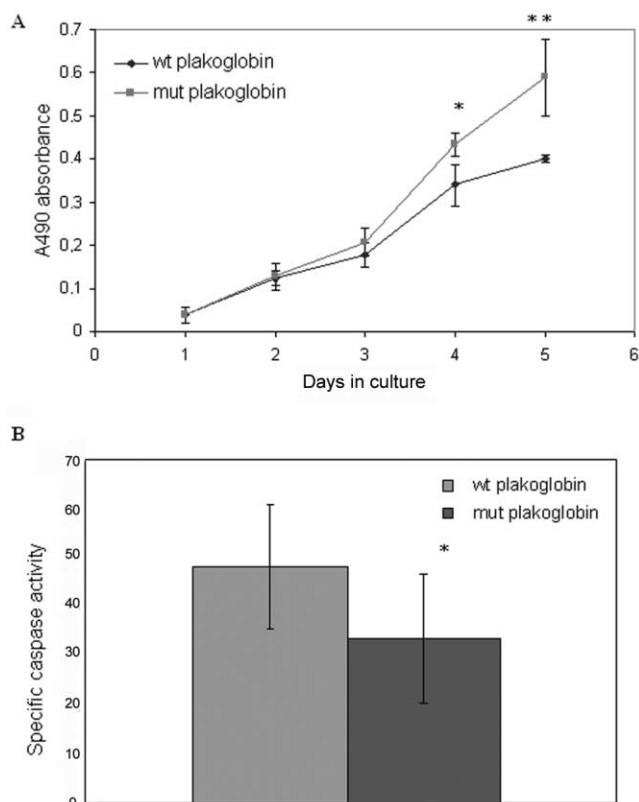 A
wt plakoglobin
mut plakoglobin
*
* *
0.7
0.6
0.5
0.4
0.3
0.2
0.1
0
A490 absorbance
0 1 2 3 4 5 6
Days in culture
B
wt plakoglobin
mut plakoglobin
*
70
60
50
40
30
20
10
0
Specific caspase activity